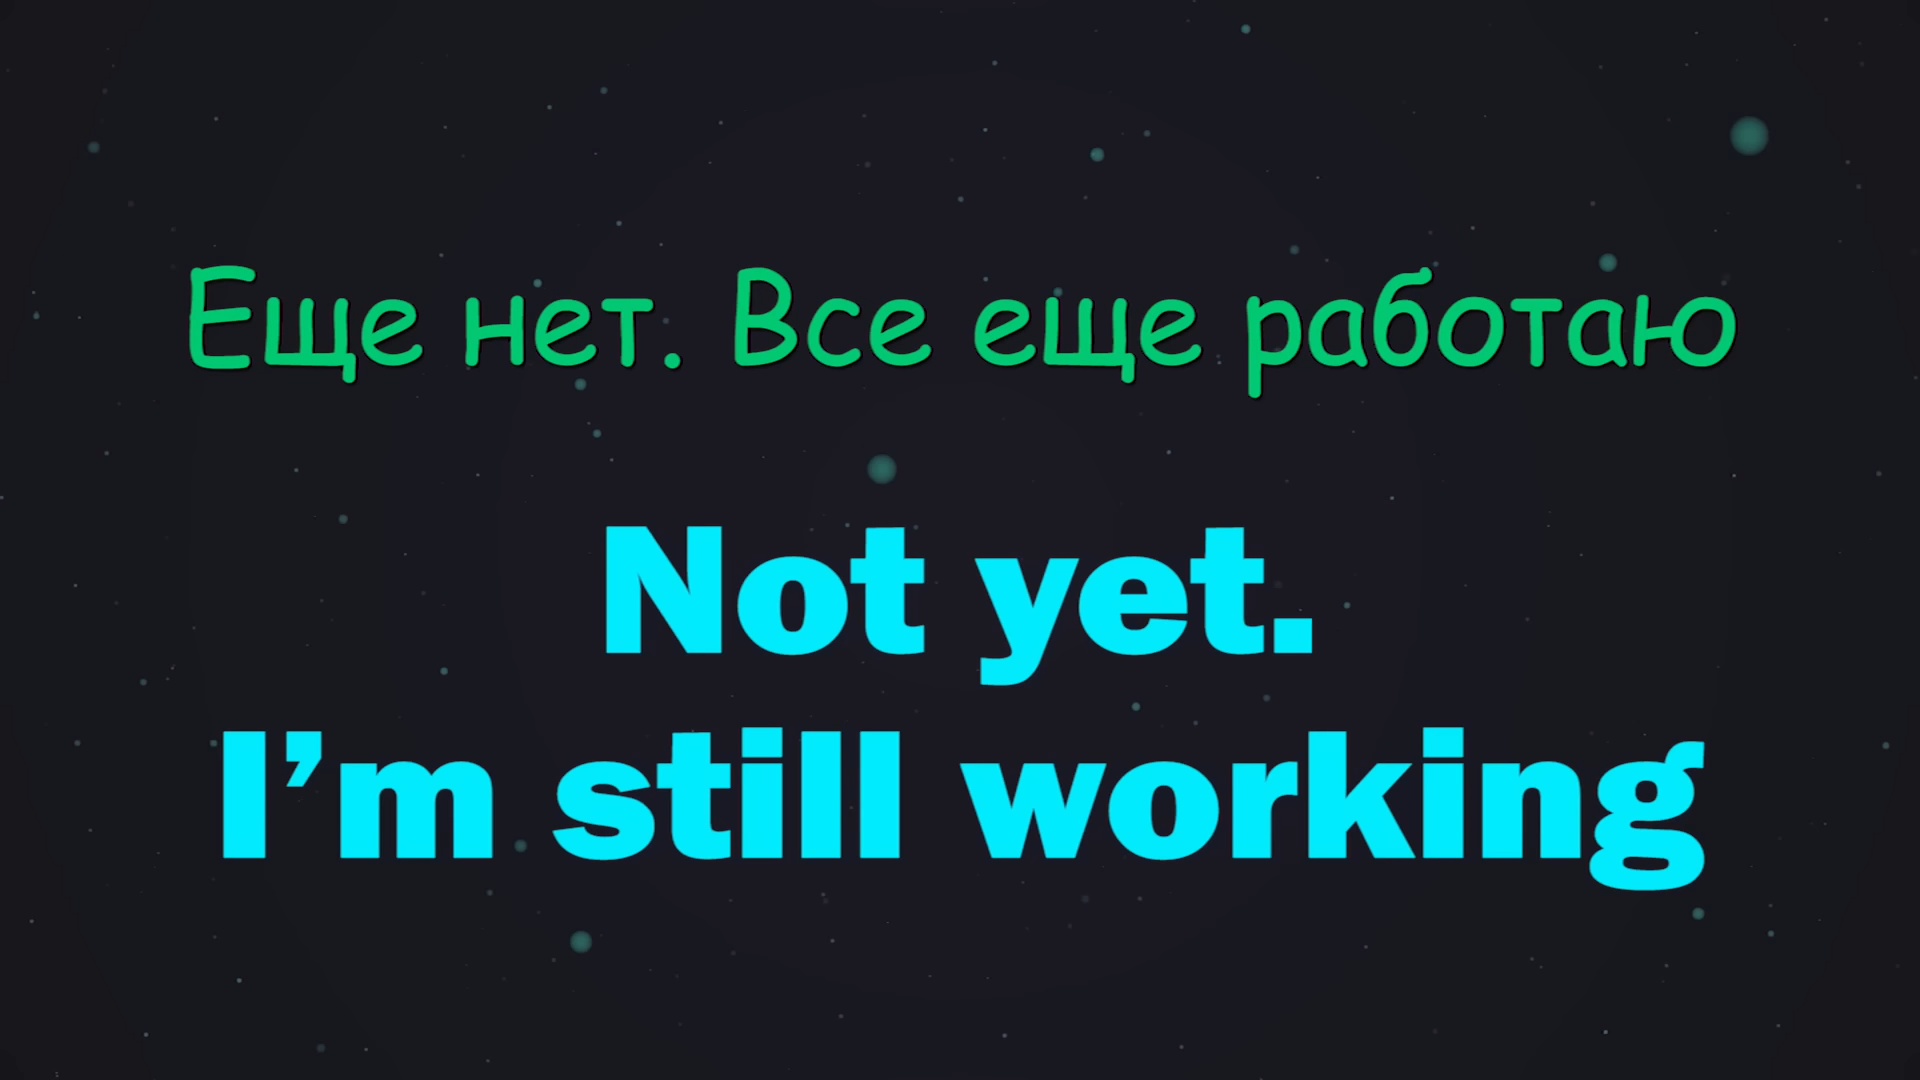 Еще нет. Все еще работаю
Not yet.
I’m still working